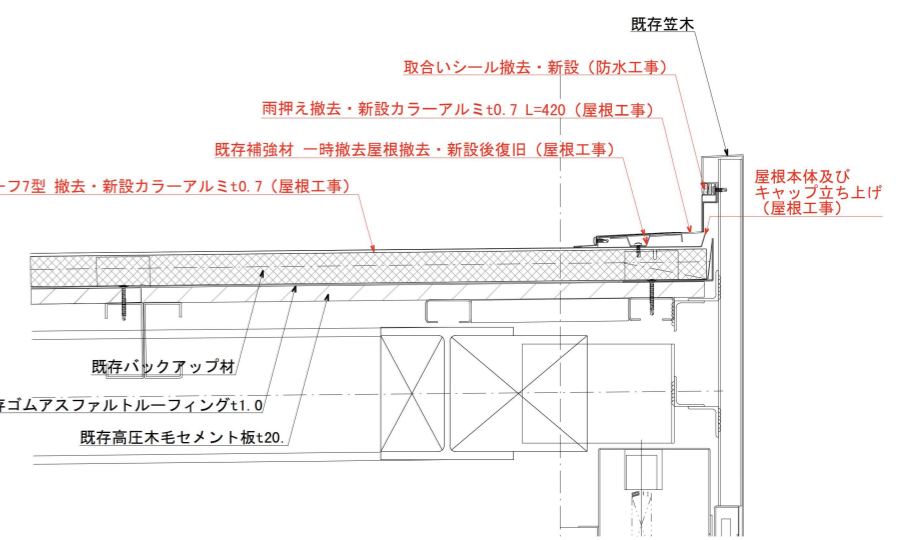 既存笠木
取合いシール撤去・新設（防水工事）
雨押え撤去・新設カラーアルミt0.7 L=420（屋根工事）
既存補強材 一時撤去屋根撤去・新設後復旧（屋根工事）
ーフ7型 撤去・新設カラーアルミt0.7（屋根工事）
屋根本体及び
キャップ立ち上げ
（屋根工事）
既存バックアップ材
存ゴムアスファルトルーフィングt1.0
既存高圧木毛セメント板t20.